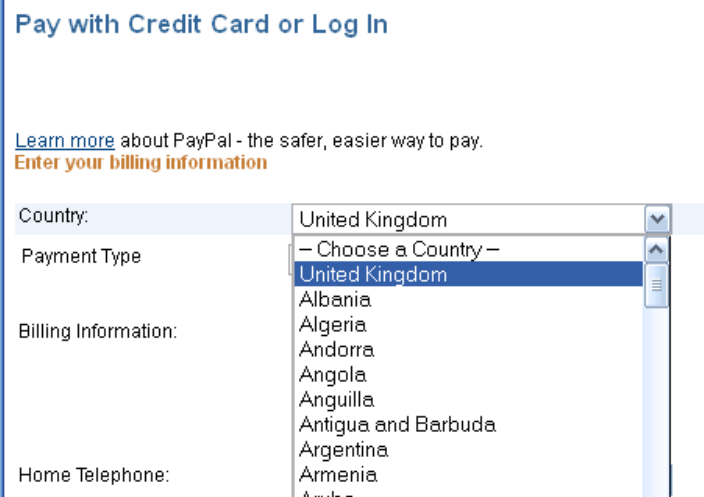 Pay with Credit Card or Log In
Learn more about PayPal - the safer, easier way to pay.
Enter your billing information
Country:
United Kingdom
Payment Type
– Choose a Country –
United Kingdom
Albania
Algeria
Billing Information:
Andorra
Angola
Anguilla
Antigua and Barbuda
Argentina
Home Telephone:
Armenia